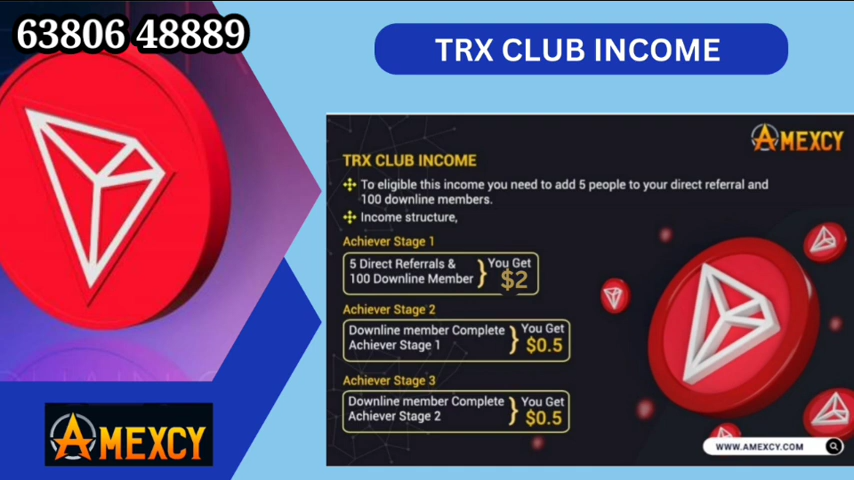 63806 48889
TRX CLUB INCOME
AMEXCY
TRX CLUB INCOME
To eligible this income you need to add 5 people to your direct referral and
100 downline members.
Income structure,
Achiever Stage 1
5 Direct Referrals &
100 Downline Member
You Get
$2
Achiever Stage 2
Downline member Complete
Achiever Stage 1
You Get
$0.5
Achiever Stage 3
Downline member Complete
Achiever Stage 2
You Get
$0.5
WWW.AMEXCY.COM
AMEXCY